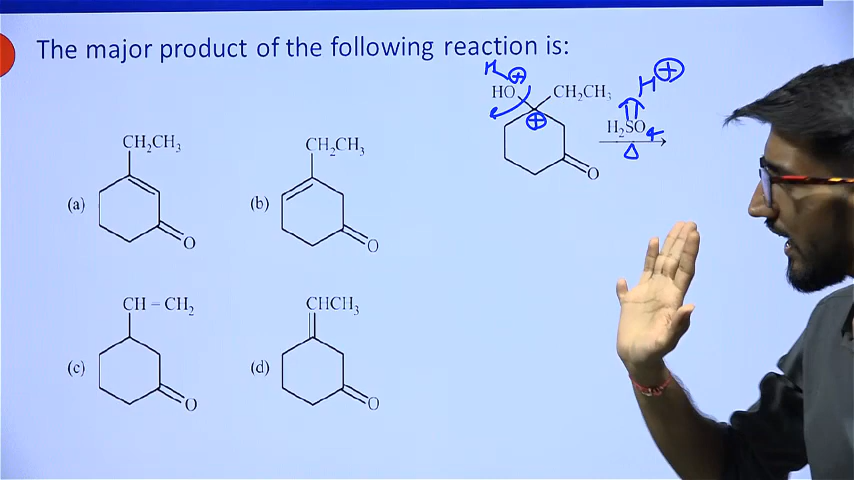 The major product of the following reaction is:
H ⊕
HO
CH₂CH₃
⊕
H⊕
H₂SO₄
Δ
O
(a)
CH₂CH₃
O
(b)
CH₂CH₃
O
(c)
CH = CH₂
O
(d)
CHCH₃
O